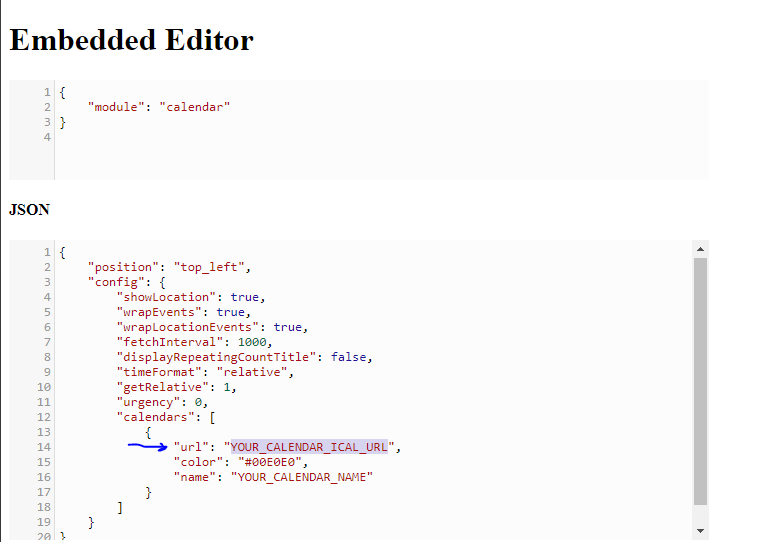 Embedded Editor
1 {
2     "module": "calendar"
3 }
4
JSON
1 {
2     "position": "top_left",
3     "config": {
4         "showLocation": true,
5         "wrapEvents": true,
6         "wrapLocationEvents": true,
7         "fetchInterval": 1000,
8         "displayRepeatingCountTitle": false,
9         "timeFormat": "relative",
10         "getRelative": 1,
11         "urgency": 0,
12         "calendars": [
13             {
14                 "url": "YOUR_CALENDAR_ICAL_URL",
15                 "color": "#00E0E0",
16                 "name": "YOUR_CALENDAR_NAME"
17             }
18         ]
19     }
20 }